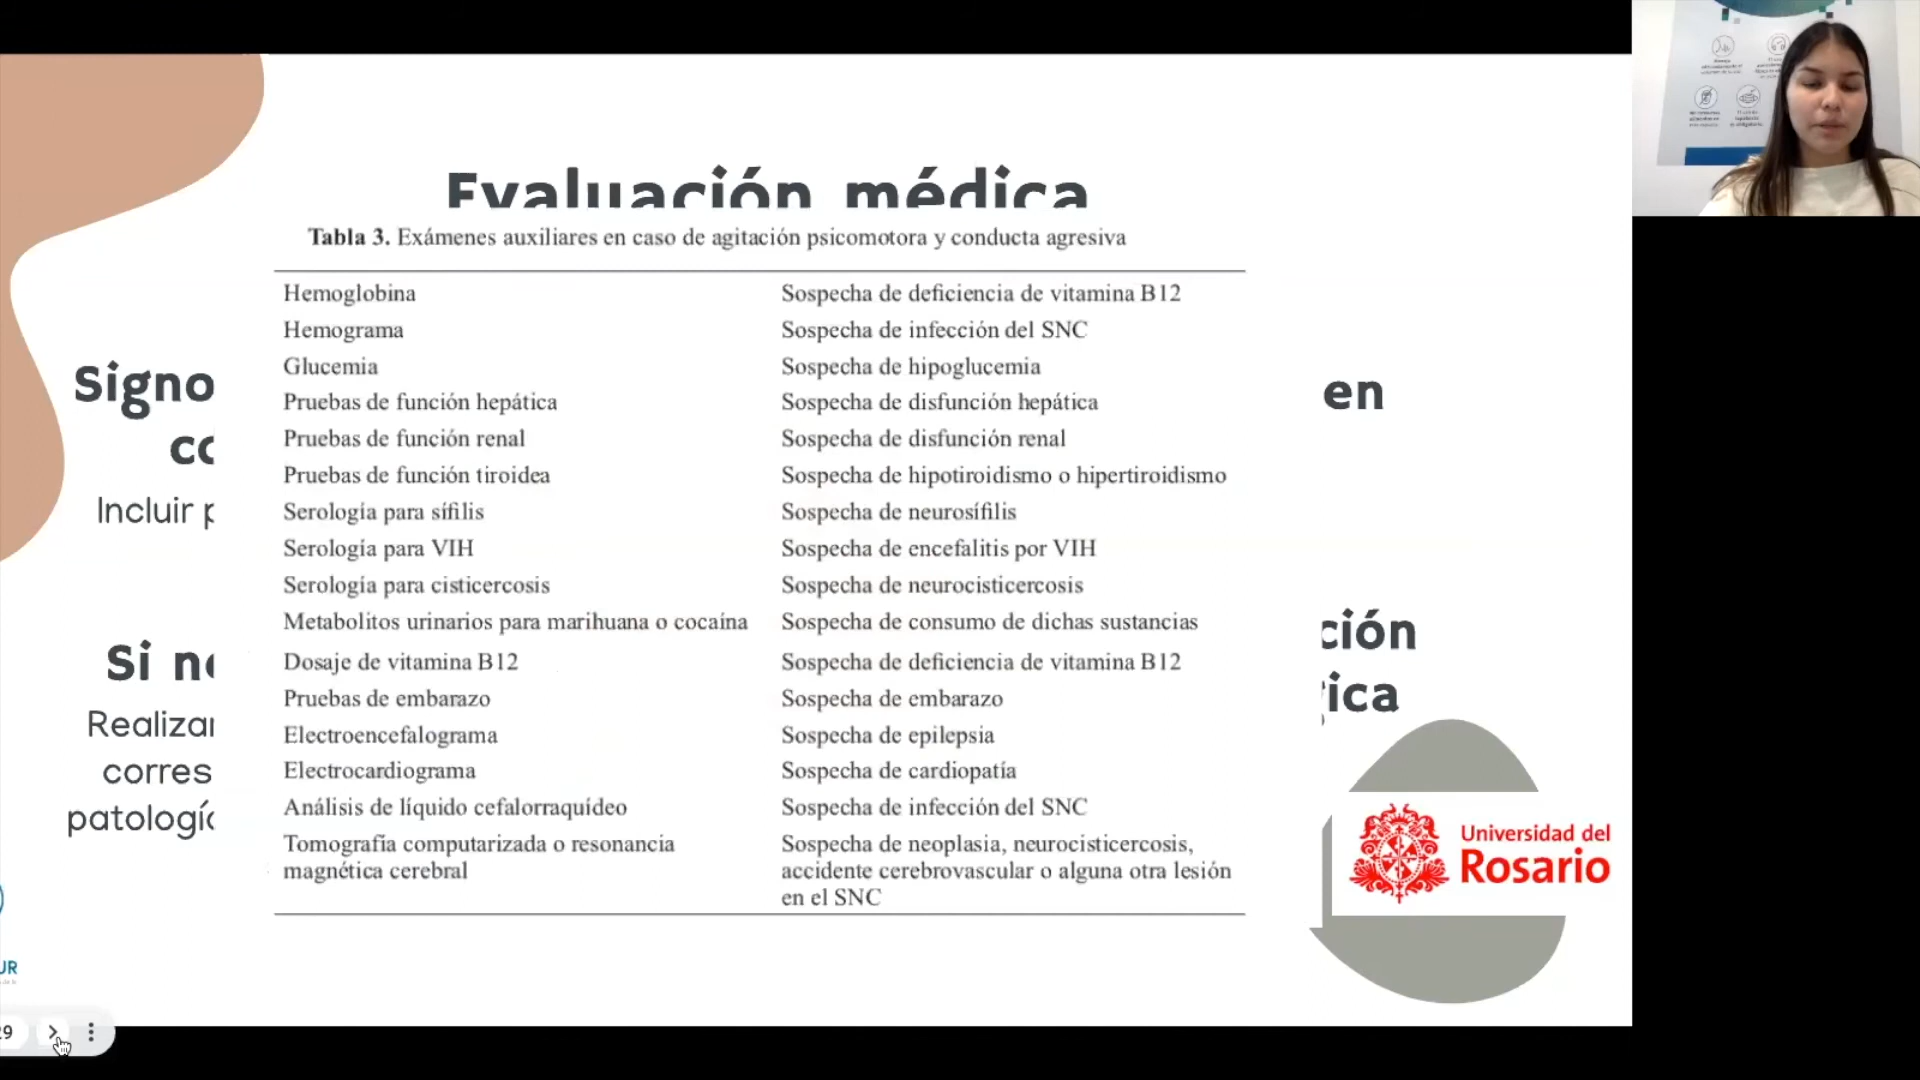 Evaluación médica
Tabla 3. Exámenes auxiliares en caso de agitación psicomotora y conducta agresiva
Hemoglobina Sospecha de deficiencia de vitamina B12
Hemograma Sospecha de infección del SNC
Glucemia Sospecha de hipoglucemia
Pruebas de función hepática Sospecha de disfunción hepática
Pruebas de función renal Sospecha de disfunción renal
Pruebas de función tiroidea Sospecha de hipotiroidismo o hipertiroidismo
Serología para sífilis Sospecha de neurosífilis
Serología para VIH Sospecha de encefalitis por VIH
Serología para cisticercosis Sospecha de neurocisticercosis
Metabolitos urinarios para marihuana o cocaína Sospecha de consumo de dichas sustancias
Dosaje de vitamina B12 Sospecha de deficiencia de vitamina B12
Pruebas de embarazo Sospecha de embarazo
Electroencefalograma Sospecha de epilepsia
Electrocardiograma Sospecha de cardiopatía
Análisis de líquido cefalorraquídeo Sospecha de infección del SNC
Tomografía computarizada o resonancia Sospecha de neoplasia, neurocisticercosis,
magnética cerebral accidente cerebrovascular o alguna otra lesión
en el SNC
Signo
Incluir
Si
Realizar
corres
patologí
en
ción
ica
Universidad del
Rosario
UR
29